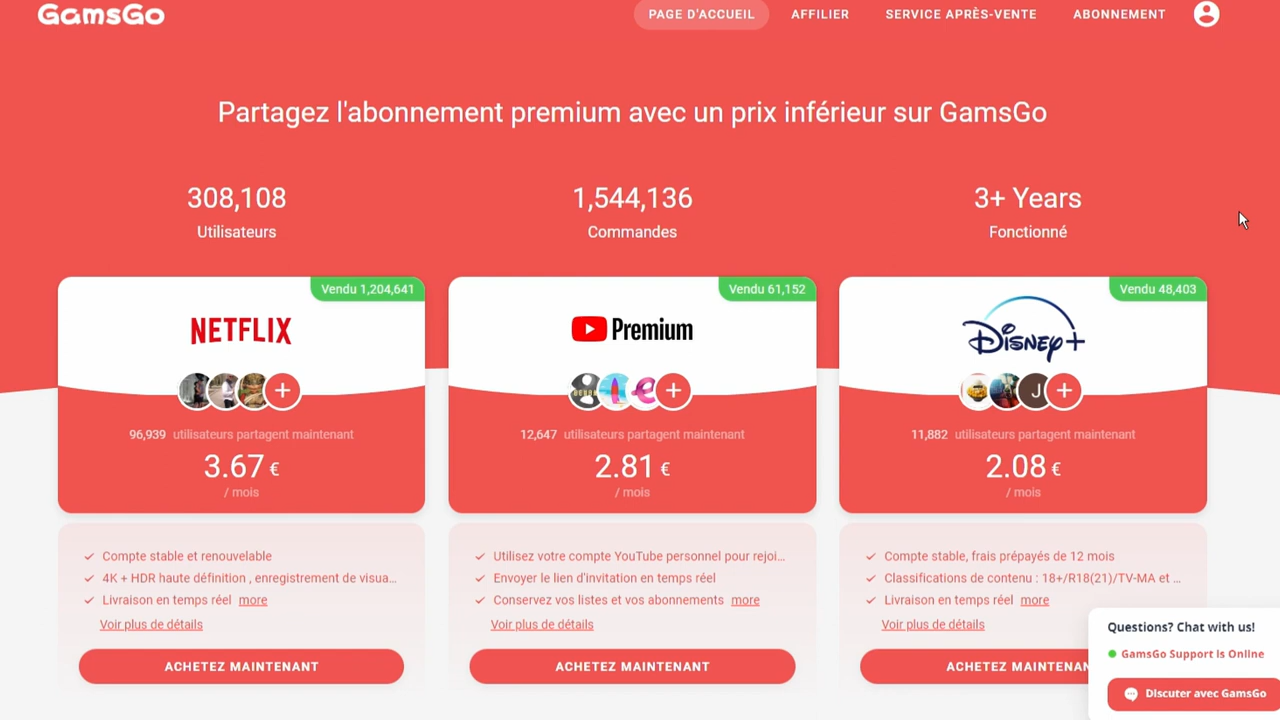 GamsGo
PAGE D'ACCUEIL
AFFILIER
SERVICE APRÈS-VENTE
ABONNEMENT
Partagez l'abonnement premium avec un prix inférieur sur GamsGo
308,108
Utilisateurs
1,544,136
Commandes
3+ Years
Fonctionné
Vendu 1,204,641
NETFLIX
96,939 utilisateurs partagent maintenant
3.67 €
/ mois
Compte stable et renouvelable
4K + HDR haute définition , enregistrement de visua...
Livraison en temps réel more
Voir plus de détails
ACHETEZ MAINTENANT
Vendu 61,152
Premium
12,647 utilisateurs partagent maintenant
2.81 €
/ mois
Utilisez votre compte YouTube personnel pour rejoi...
Envoyer le lien d'invitation en temps réel
Conservez vos listes et vos abonnements more
Voir plus de détails
ACHETEZ MAINTENANT
Vendu 48,403
Disney+
J
11,882 utilisateurs partagent maintenant
2.08 €
/ mois
Compte stable, frais prépayés de 12 mois
Classifications de contenu : 18+/R18(21)/TV-MA et ...
Livraison en temps réel more
Voir plus de détails
ACHETEZ MAINTENAN
Questions? Chat with us!
GamsGo Support is Online
Discuter avec GamsGo